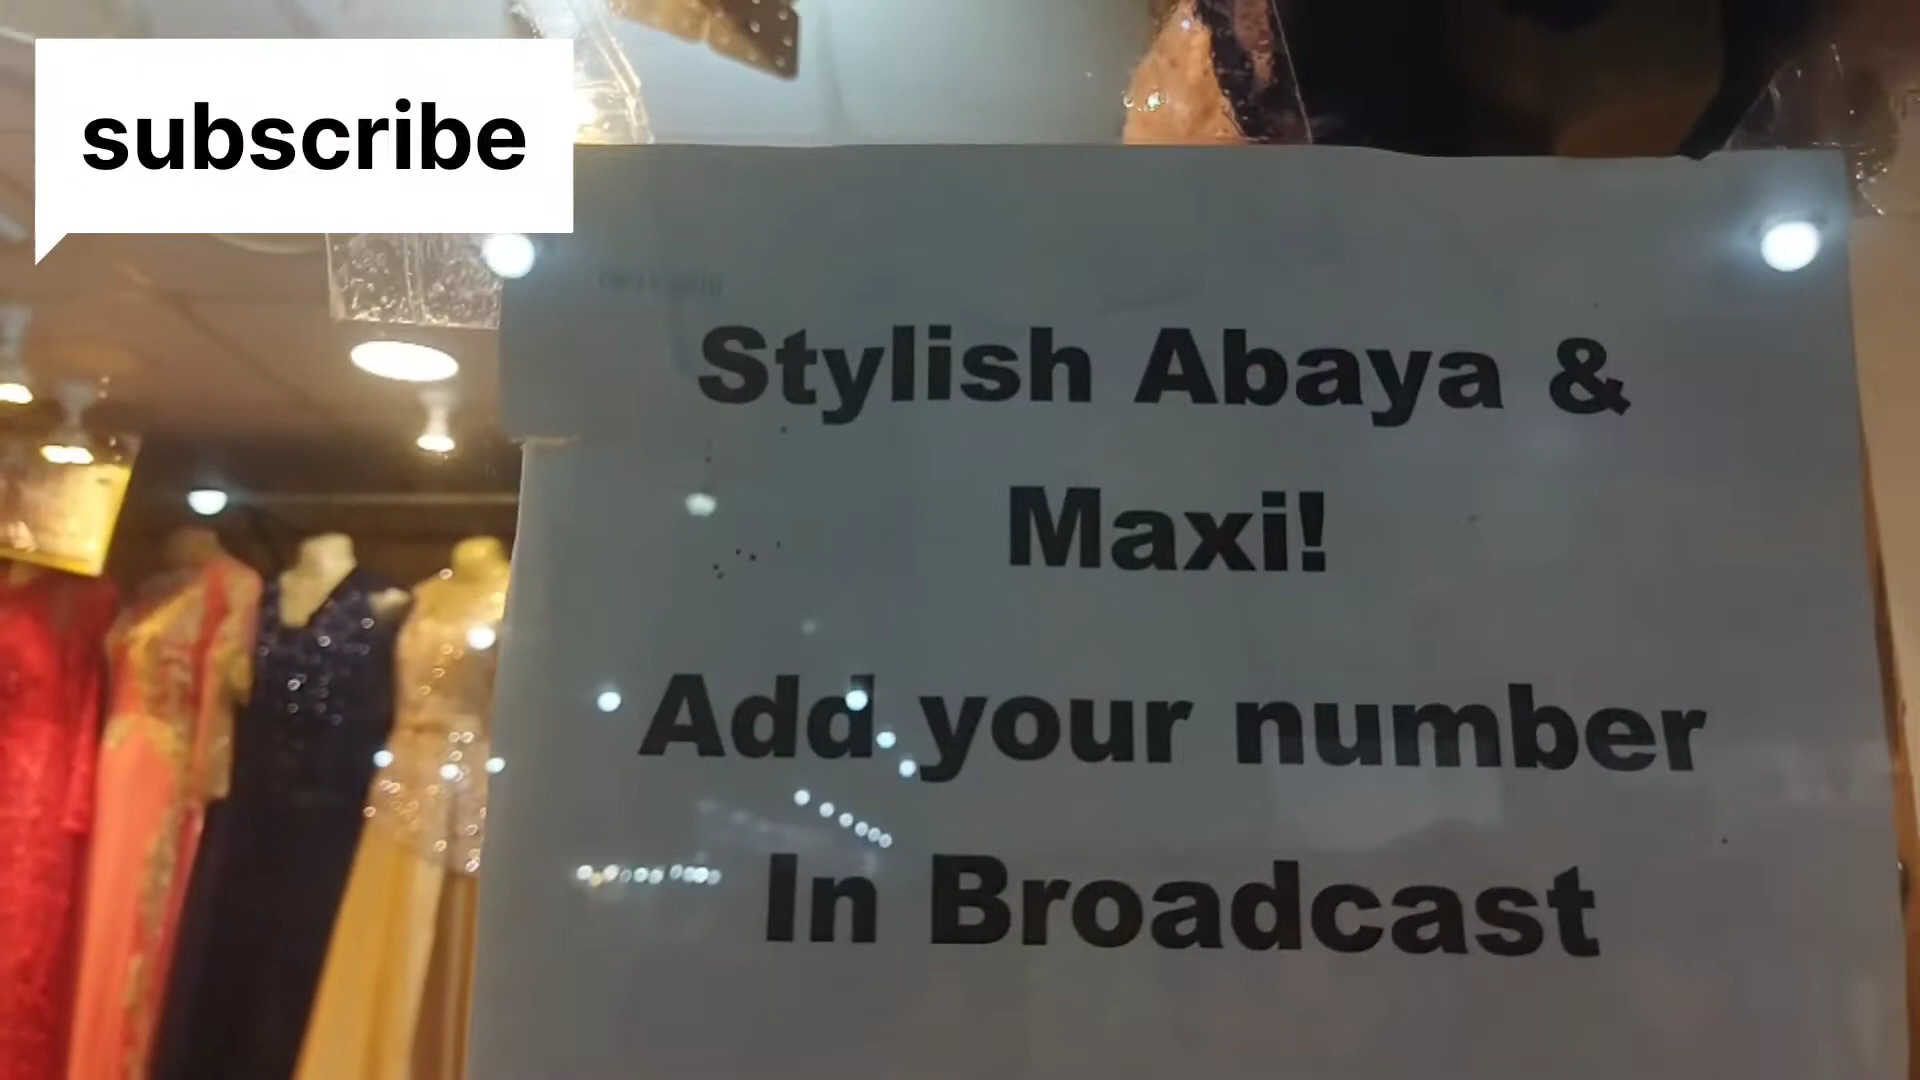 subscribe
Stylish Abaya &
Maxi!
Add your number
In Broadcast